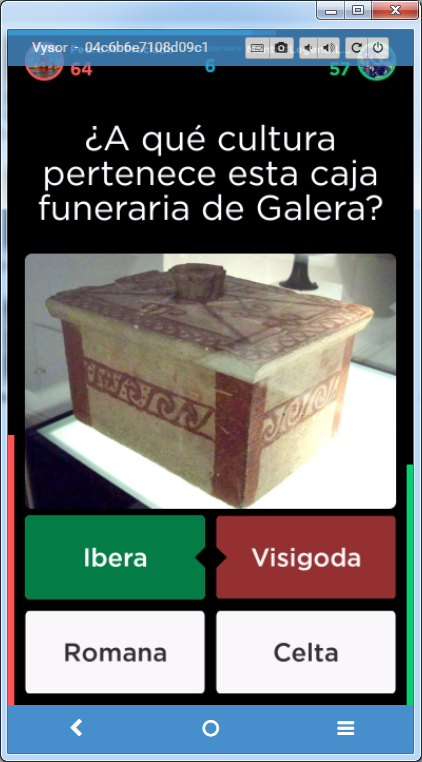 Vysor - 04c6b6e7108d09c1
64
6
57
¿A qué cultura
pertenece esta caja
funeraria de Galera?
Ibera
Visigoda
Romana
Celta